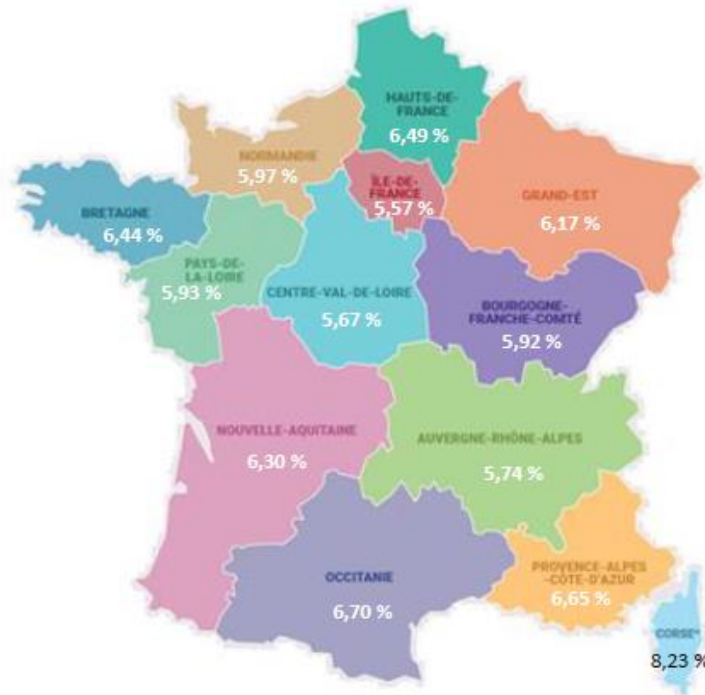 HAUTS-DE-
FRANCE
6,49 %
NORMANDIE
5,97 %
ÎLE-DE-
FRANCE
5,57 %
GRAND-EST
6,17 %
BRETAGNE
6,44 %
PAYS-DE-
LA-LOIRE
5,93 %
CENTRE-VAL-DE-LOIRE
5,67 %
BOURGOGNE-
FRANCHE-COMTÉ
5,92 %
NOUVELLE-AQUITAINE
6,30 %
AUVERGNE-RHÔNE-ALPES
5,74 %
OCCITANIE
6,70 %
PROVENCE-ALPES
-CÔTE-D'AZUR
6,65 %
CORSE*
8,23 %